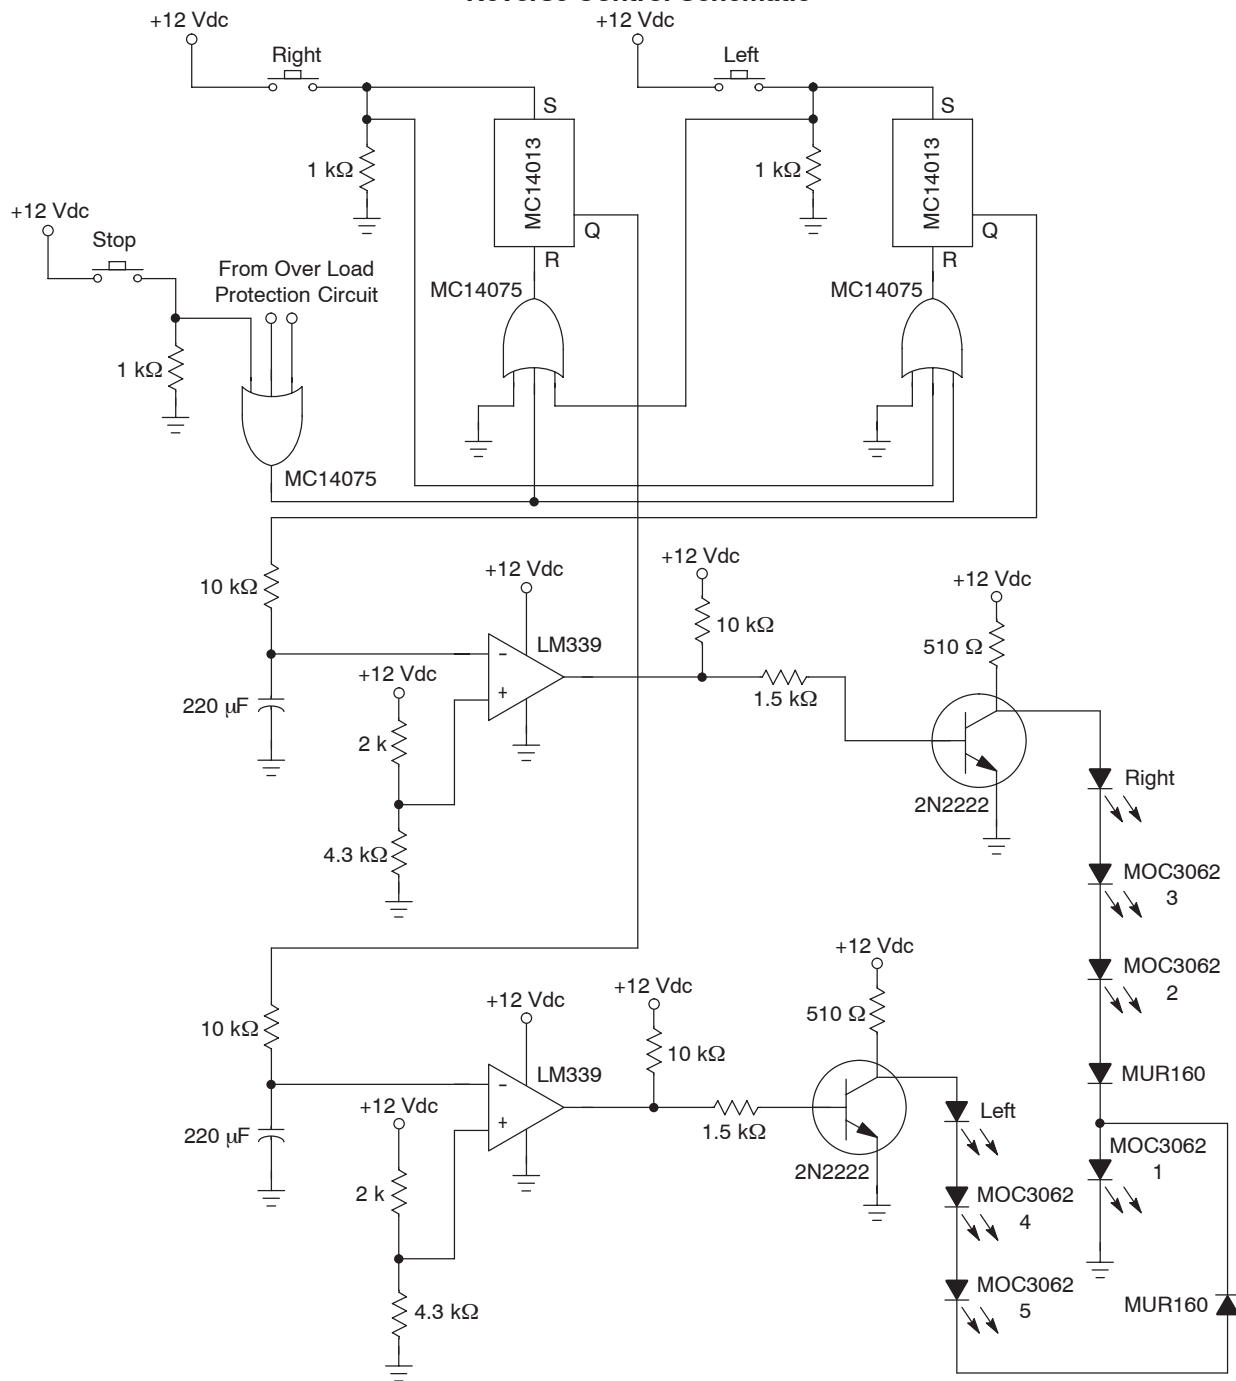 Reverse Control Schematic
+12 Vdc
+12 Vdc
Right
Left
S
S
MC14013
MC14013
1 kΩ
1 kΩ
+12 Vdc
Q
Q
Stop
R
R
From Over Load
Protection Circuit
MC14075
MC14075
1 kΩ
MC14075
+12 Vdc
+12 Vdc
+12 Vdc
10 kΩ
10 kΩ
510 Ω
LM339
-
+12 Vdc
+
1.5 kΩ
220 µF
2 k
Right
2N2222
4.3 kΩ
MOC3062
3
+12 Vdc
MOC3062
2
+12 Vdc
+12 Vdc
510 Ω
10 kΩ
10 kΩ
LM339
MUR160
-
+12 Vdc
+
Left
1.5 kΩ
220 µF
MOC3062
1
2N2222
2 k
MOC3062
4
MOC3062
5
4.3 kΩ
MUR160